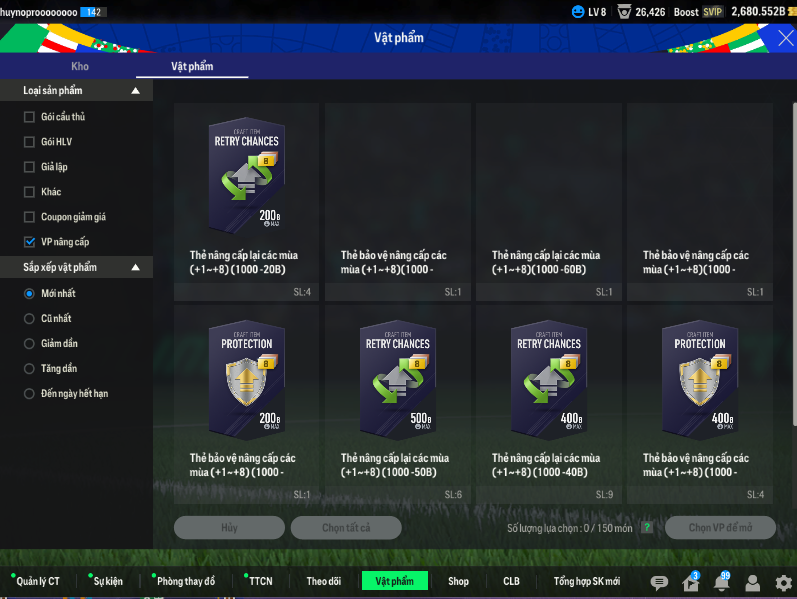 huynoprooooooo 142
LV 8 26,426 Boost SVIP 2,680.552B
Vật phẩm
Kho Vật phẩm
Loại sản phẩm
Gói cầu thủ
Gói HLV
Giả lập
Khác
Coupon giảm giá
VP nâng cấp
Sắp xếp vật phẩm
Mới nhất
Cũ nhất
Giảm dần
Tăng dần
Đến ngày hết hạn
CRAFT ITEM
RETRY CHANCES
8
200B
MAX
Thẻ nâng cấp lại các mùa
(+1~+8) (1000 -20B)
SL:4
Thẻ bảo vệ nâng cấp các
mùa (+1~+8)(1000 -
SL:1
Thẻ nâng cấp lại các mùa
(+1~+8) (1000 -60B)
SL:1
Thẻ bảo vệ nâng cấp các
mùa (+1~+8)(1000 -
SL:1
CRAFT ITEM
PROTECTION
8
200B
MAX
Thẻ bảo vệ nâng cấp các
mùa (+1~+8) (1000 -
SL:1
CRAFT ITEM
RETRY CHANCES
8
500B
MAX
Thẻ nâng cấp lại các mùa
(+1~+8) (1000 -50B)
SL:6
CRAFT ITEM
RETRY CHANCES
8
400B
MAX
Thẻ nâng cấp lại các mùa
(+1~+8) (1000 -40B)
SL:9
CRAFT ITEM
PROTECTION
8
400B
MAX
Thẻ bảo vệ nâng cấp các
mùa (+1~+8) (1000 -
SL:4
Hủy Chọn tất cả Số lượng lựa chọn : 0 / 150 món ? Chọn VP để mở
Quản lý CT Sự kiện Phòng thay đồ TTCN Theo dõi Vật phẩm Shop CLB Tổng hợp SK mới 3 99